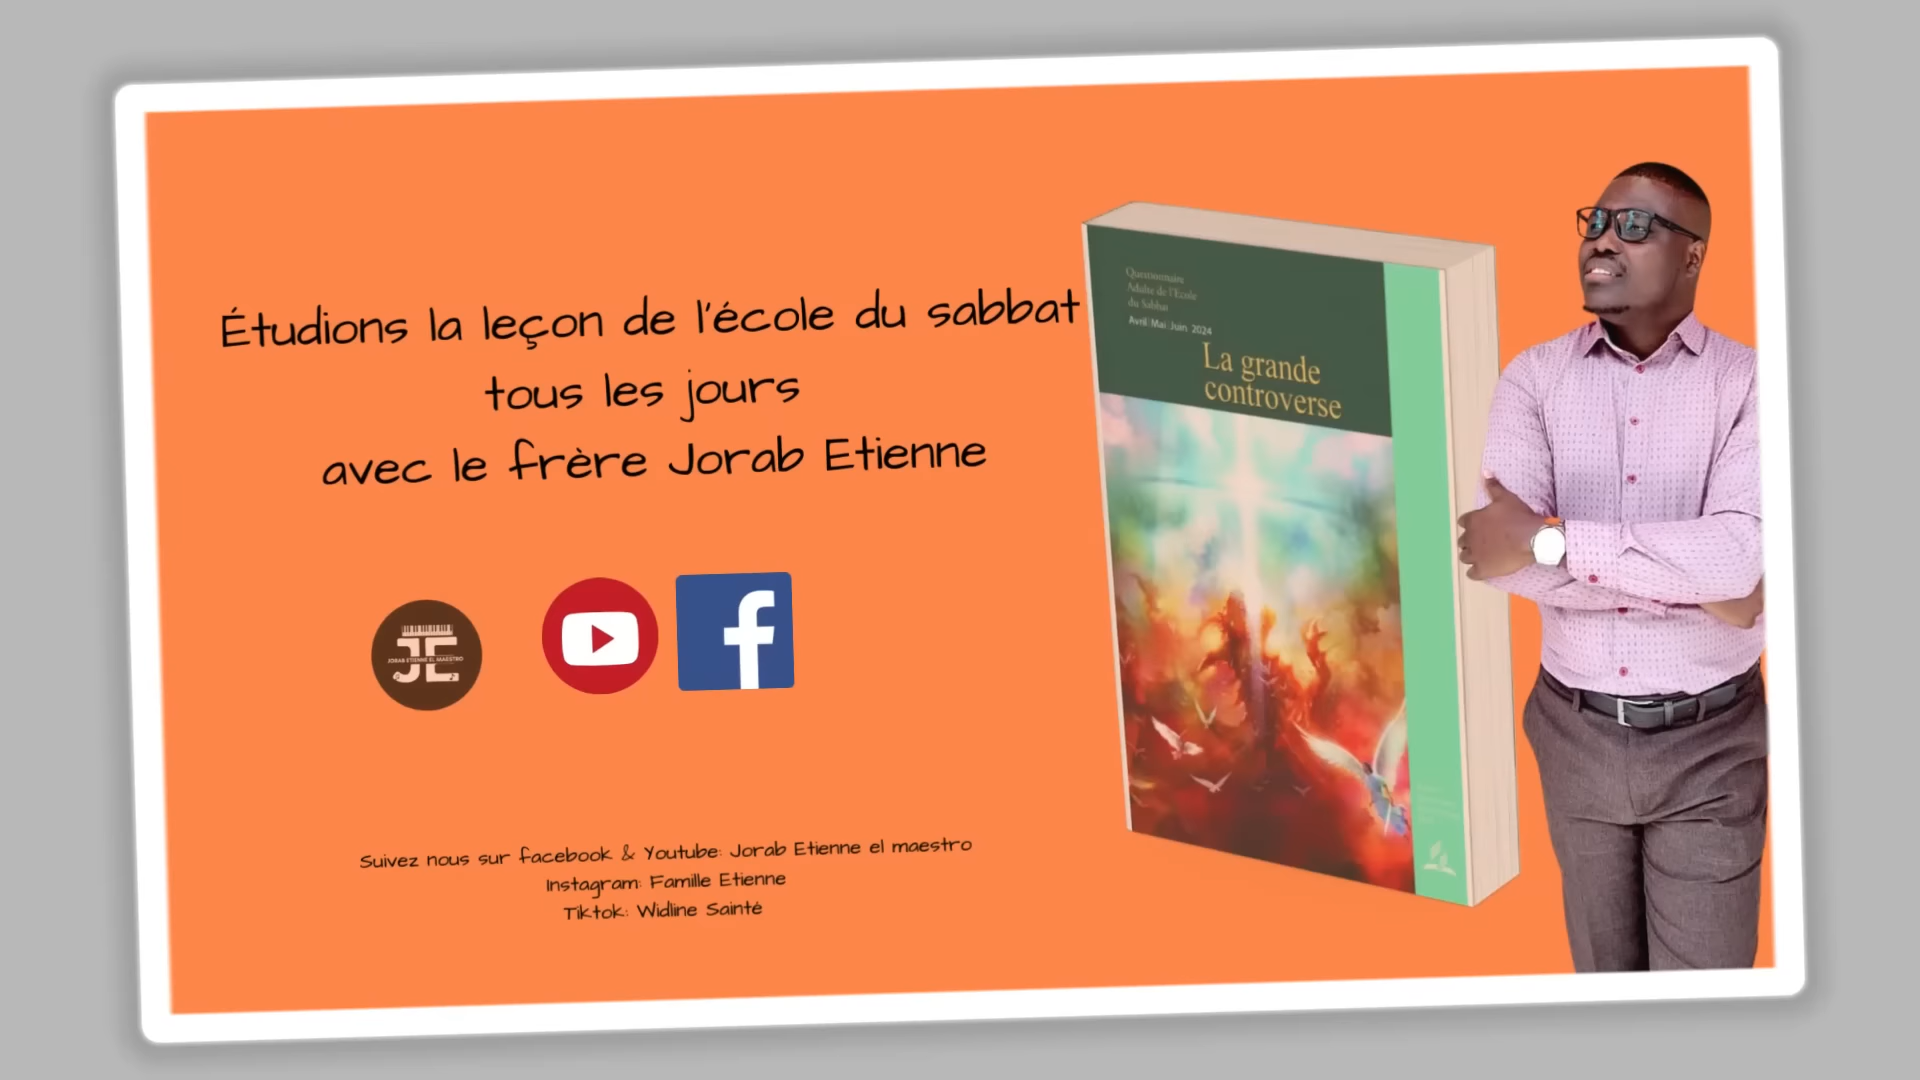 Étudions la leçon de l'école du sabbat
tous les jours
avec le frère Jorab Etienne
JE
JORAB ETIENNE EL MAESTRO
Suivez nous sur facebook & Youtube: Jorab Etienne el maestro
Instagram: Famille Etienne
Tiktok: Widline Sainté
Questionnaire
Adulte de l'Ecole
du Sabbat
Avril Mai Juin 2024
La grande
controverse